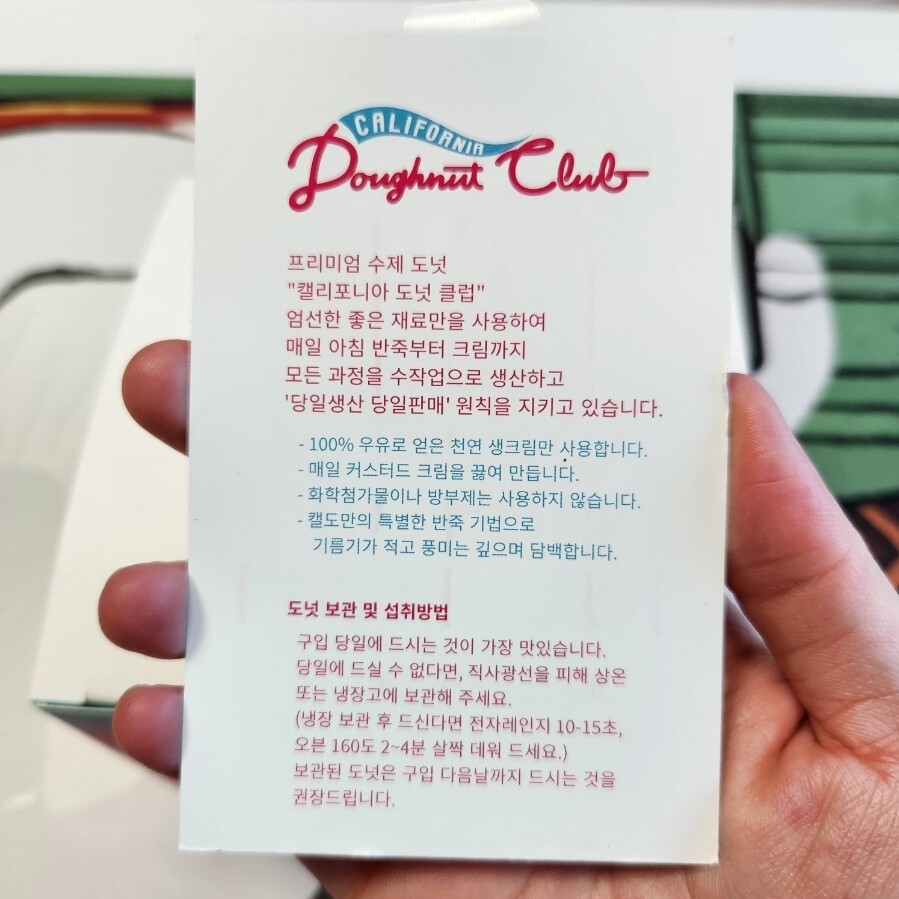 CALIFORNIA
Doughnut Club
프리미엄 수제 도넛
"캘리포니아 도넛 클럽"
엄선한 좋은 재료만을 사용하여
매일 아침 반죽부터 크림까지
모든 과정을 수작업으로 생산하고
'당일생산 당일판매' 원칙을 지키고 있습니다.
- 100% 우유로 얻은 천연 생크림만 사용합니다.
- 매일 커스터드 크림을 끓여 만듭니다.
- 화학첨가물이나 방부제는 사용하지 않습니다.
- 캘도만의 특별한 반죽 기법으로
기름기가 적고 풍미는 깊으며 담백합니다.
도넛 보관 및 섭취방법
구입 당일에 드시는 것이 가장 맛있습니다.
당일에 드실 수 없다면, 직사광선을 피해 상온
또는 냉장고에 보관해 주세요.
(냉장 보관 후 드신다면 전자레인지 10-15초,
오븐 160도 2~4분 살짝 데워 드세요.)
보관된 도넛은 구입 다음날까지 드시는 것을
권장드립니다.